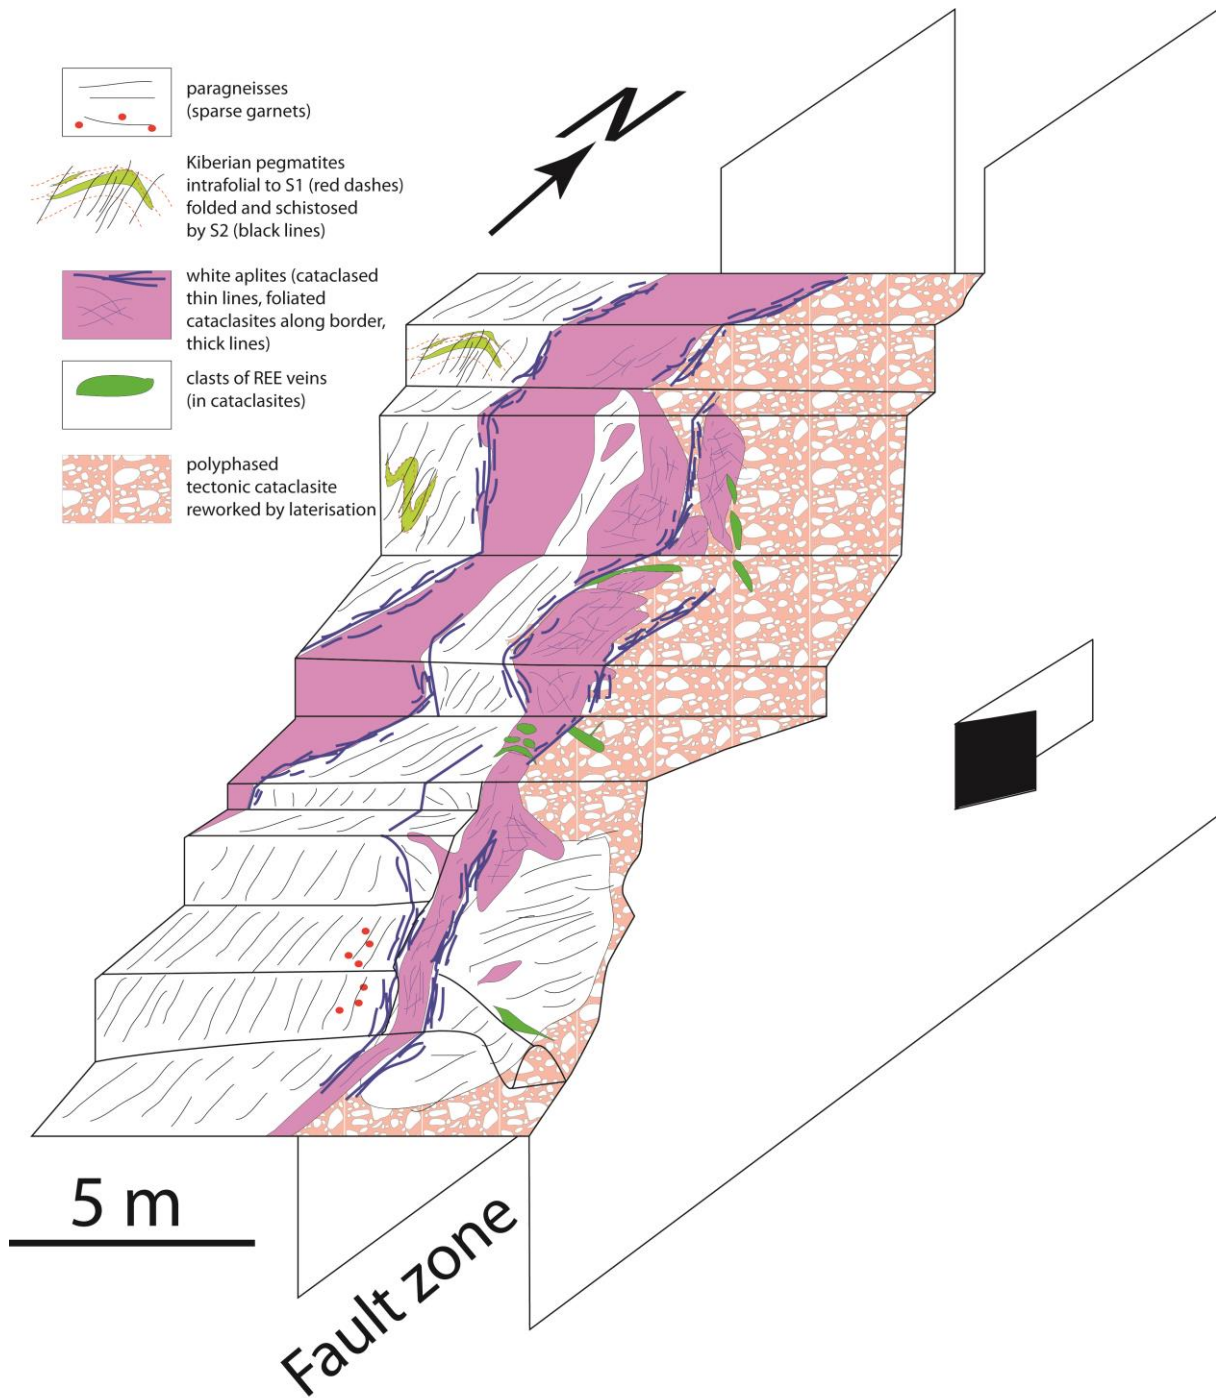 N
paragneisses
(sparse garnets)
Kiberian pegmatites
intrafolial to S1 (red dashes)
folded and schistosed
by S2 (black lines)
white aplites (cataclased
thin lines, foliated
cataclasites along border,
thick lines)
clasts of REE veins
(in cataclasites)
polyphased
tectonic cataclasite
reworked by laterisation
5 m
Fault zone